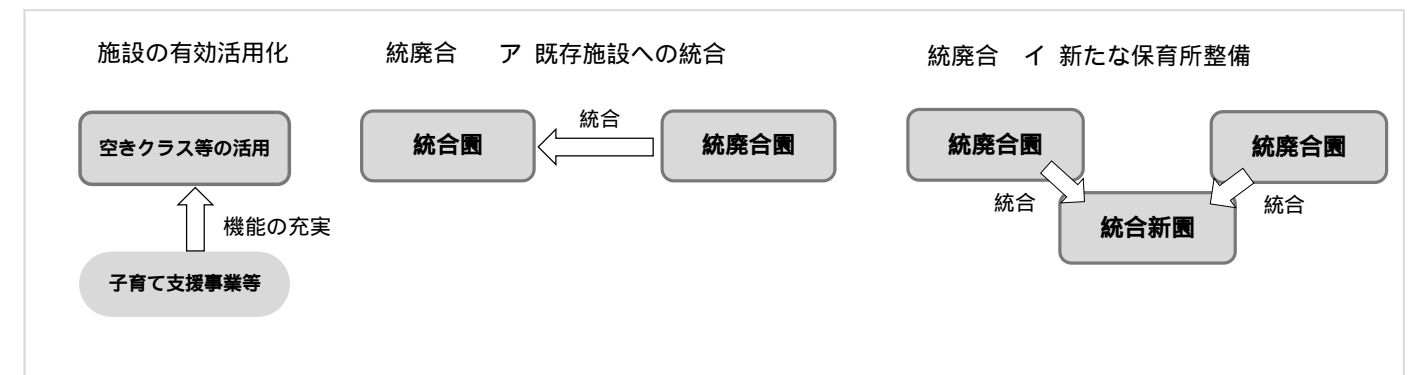 施設の有効活用化
空きクラス等の活用
機能の充実
子育て支援事業等
統廃合 ア 既存施設への統合
統合園
統合
統廃合園
統廃合 イ 新たな保育所整備
統廃合園
統廃合園
統合
統合
統合新園